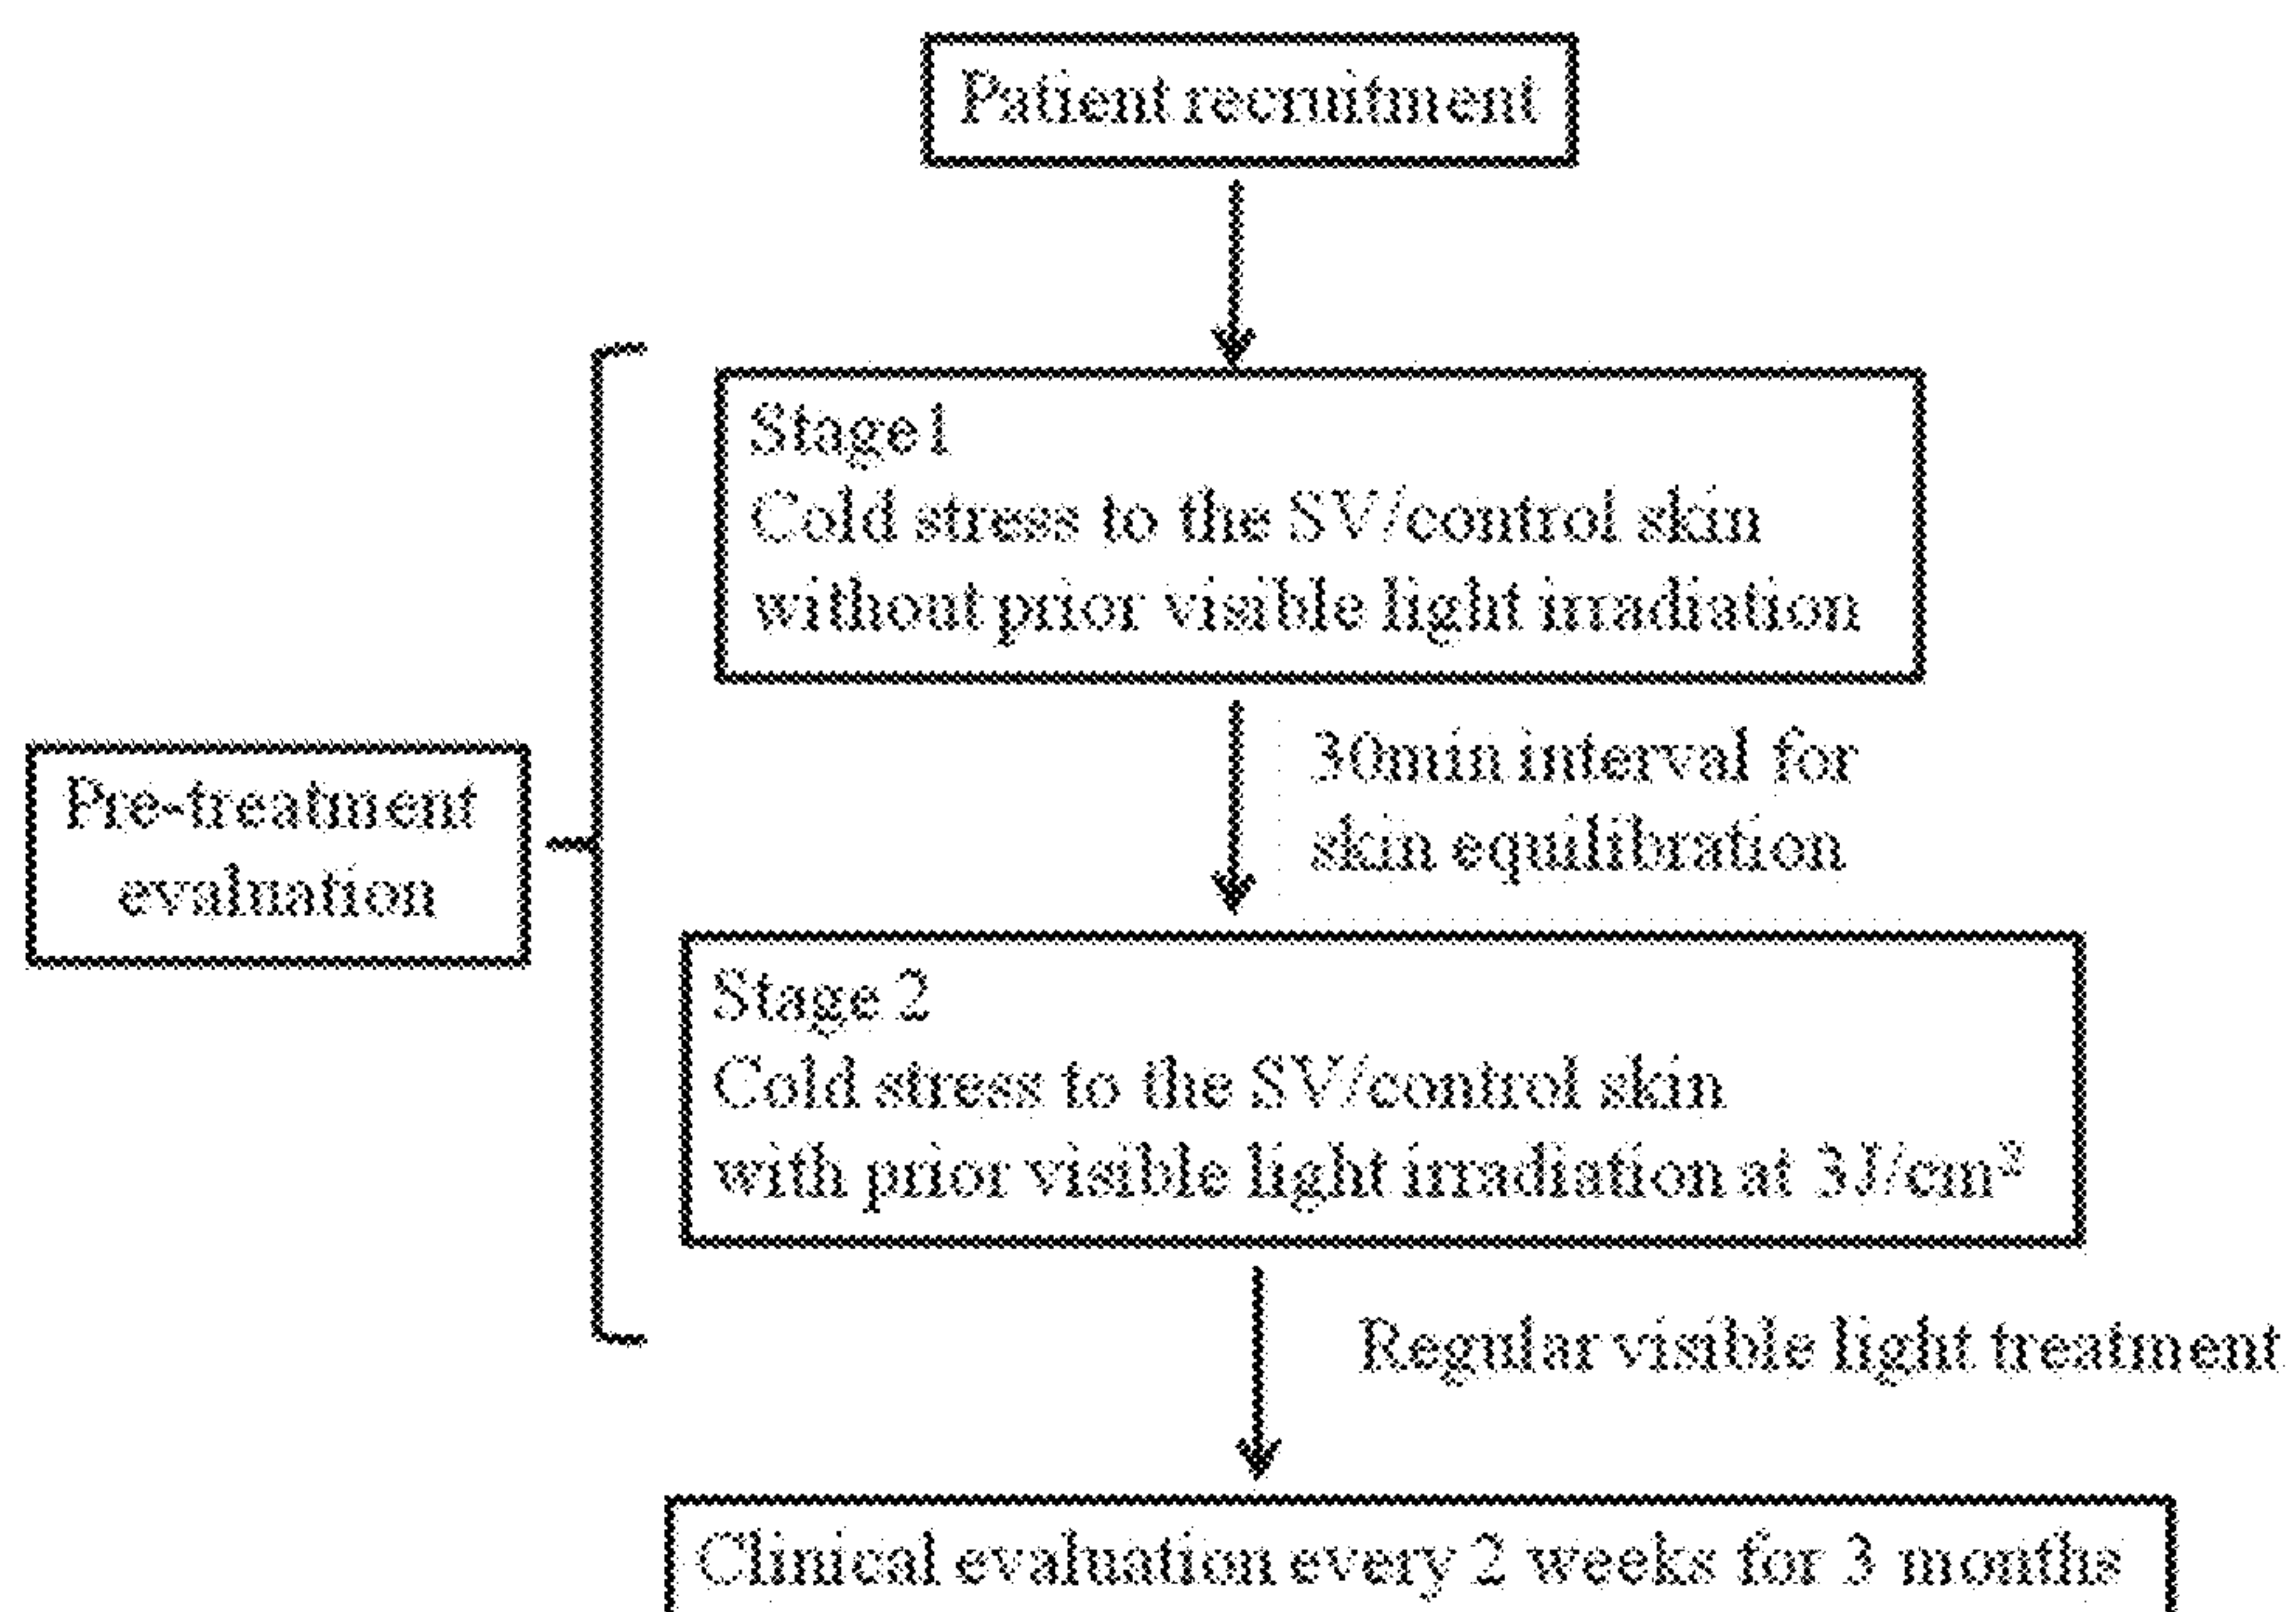 Patient recruitment
Stage 1
Cold stress to the SV/control skin
without prior visible light irradiation
30min interval for
skin equilibration
Pre-treatment
evaluation
Stage 2
Cold stress to the SV/control skin
with prior visible light irradiation at 3J/cm²
Regular visible light treatment
Clinical evaluation every 2 weeks for 3 months